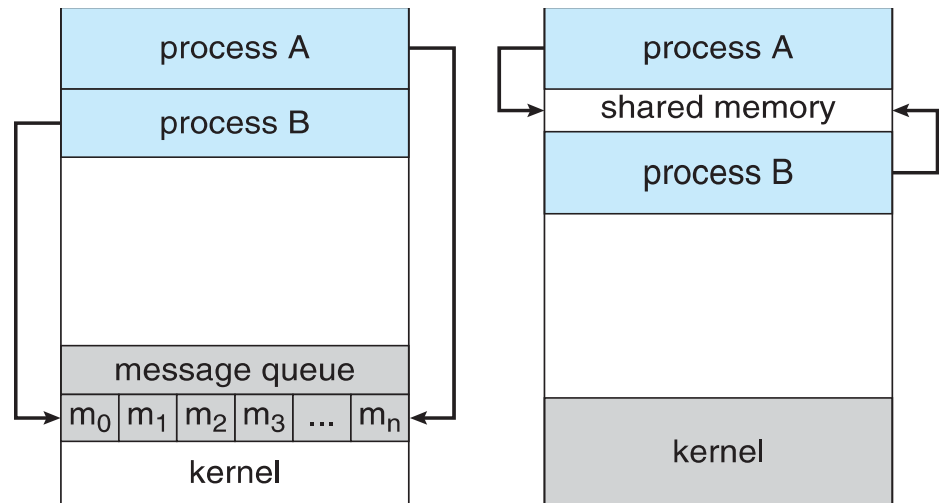 process A
process B
message queue
m0 m1 m2 m3 ... mn
kernel
process A
shared memory
process B
kernel